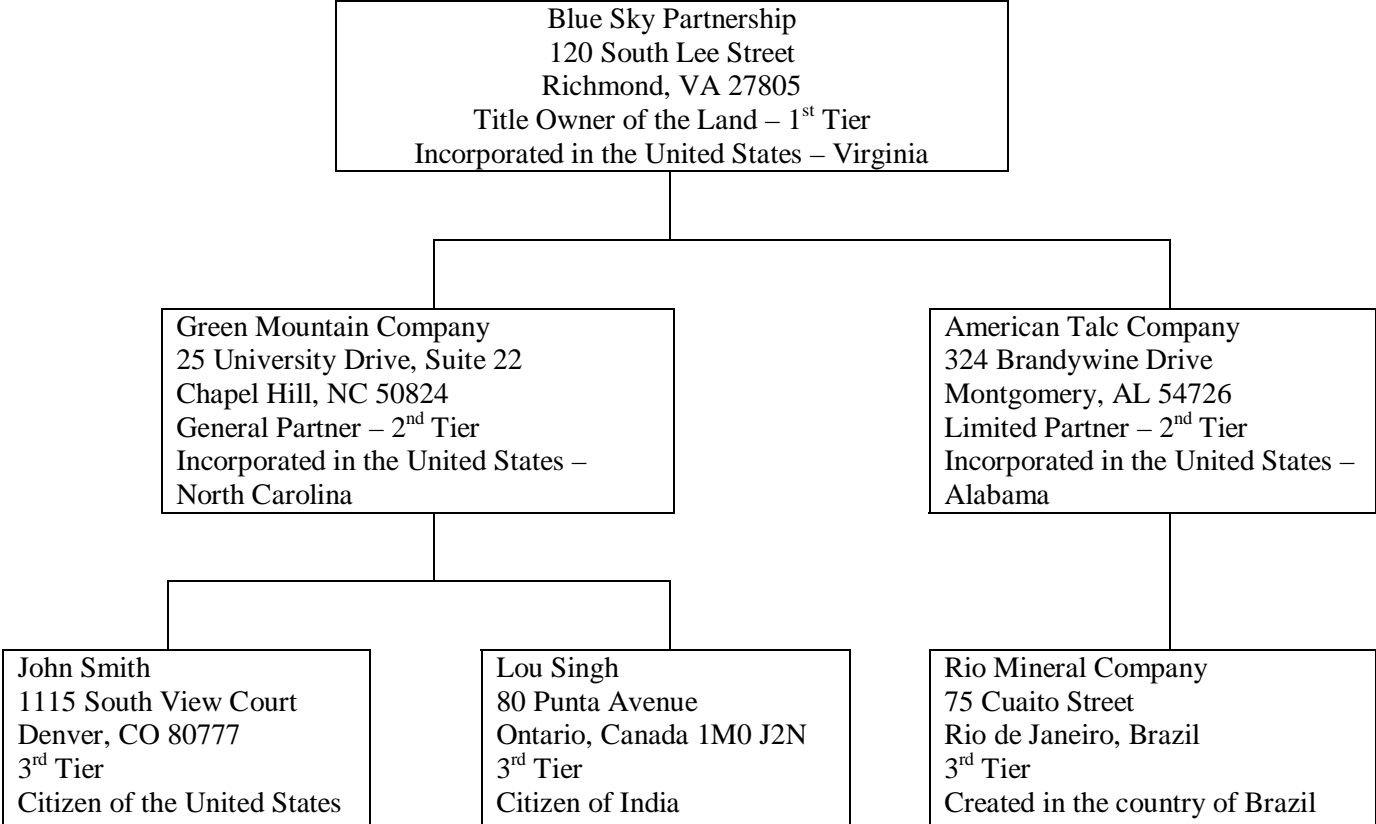 Blue Sky Partnership
120 South Lee Street
Richmond, VA 27805
Title Owner of the Land – 1st Tier
Incorporated in the United States – Virginia
Green Mountain Company
25 University Drive, Suite 22
Chapel Hill, NC 50824
General Partner – 2nd Tier
Incorporated in the United States –
North Carolina
American Talc Company
324 Brandywine Drive
Montgomery, AL 54726
Limited Partner – 2nd Tier
Incorporated in the United States –
Alabama
John Smith
1115 South View Court
Denver, CO 80777
3rd Tier
Citizen of the United States
Lou Singh
80 Punta Avenue
Ontario, Canada 1M0 J2N
3rd Tier
Citizen of India
Rio Mineral Company
75 Cuaito Street
Rio de Janeiro, Brazil
3rd Tier
Created in the country of Brazil